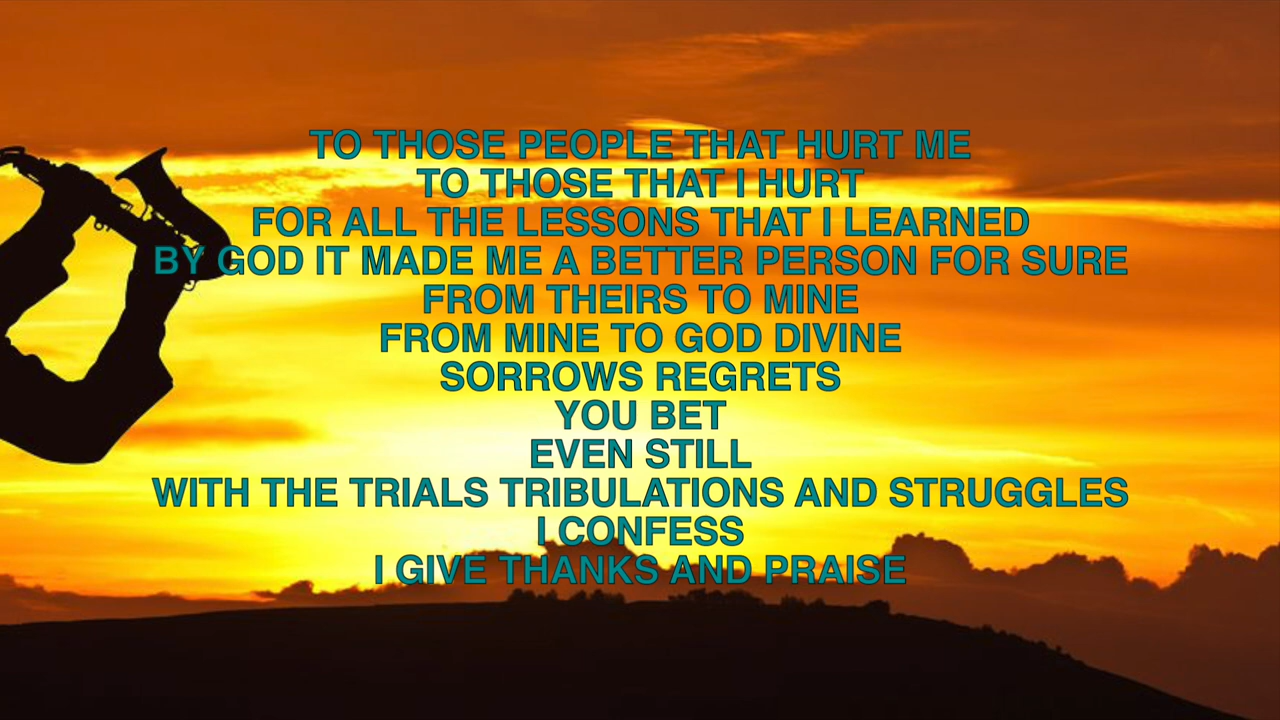 TO THOSE PEOPLE THAT HURT ME
TO THOSE THAT I HURT
FOR ALL THE LESSONS THAT I LEARNED
BY GOD IT MADE ME A BETTER PERSON FOR SURE
FROM THEIRS TO MINE
FROM MINE TO GOD DIVINE
SORROWS REGRETS
YOU BET
EVEN STILL
WITH THE TRIALS TRIBULATIONS AND STRUGGLES
I CONFESS
I GIVE THANKS AND PRAISE